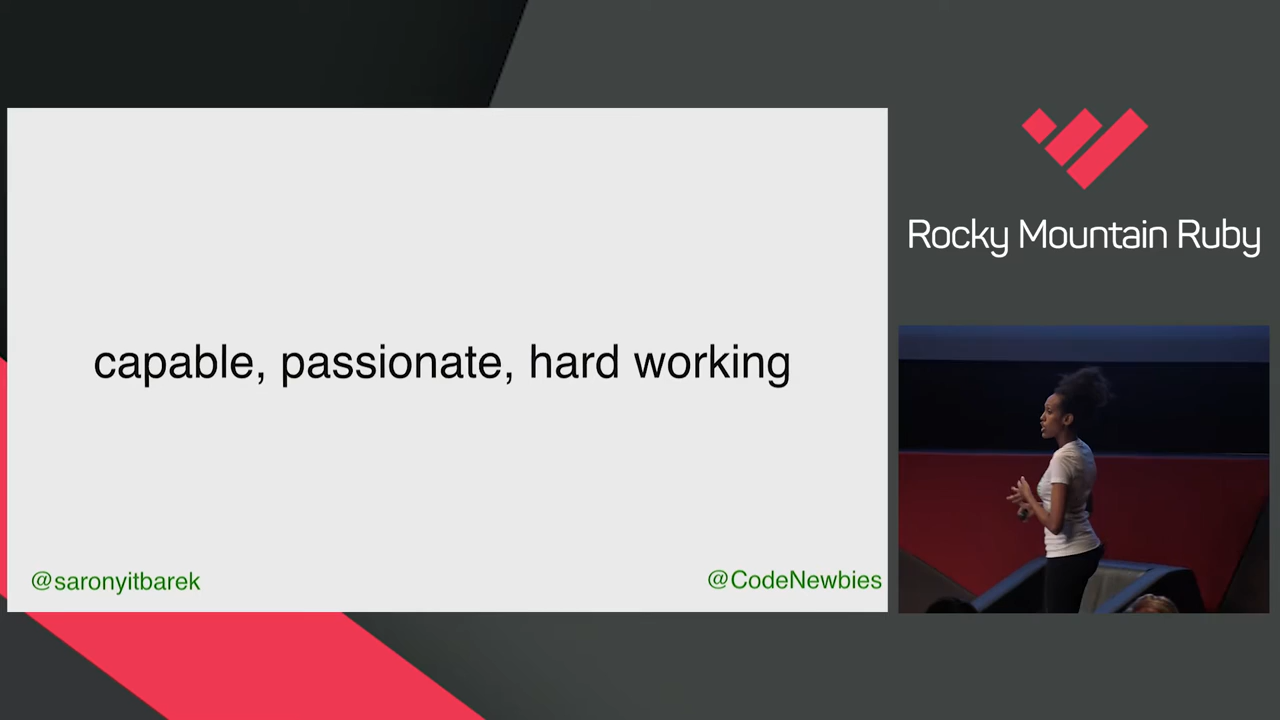 Rocky Mountain Ruby
capable, passionate, hard working
@saronyitbarek
@CodeNewbies